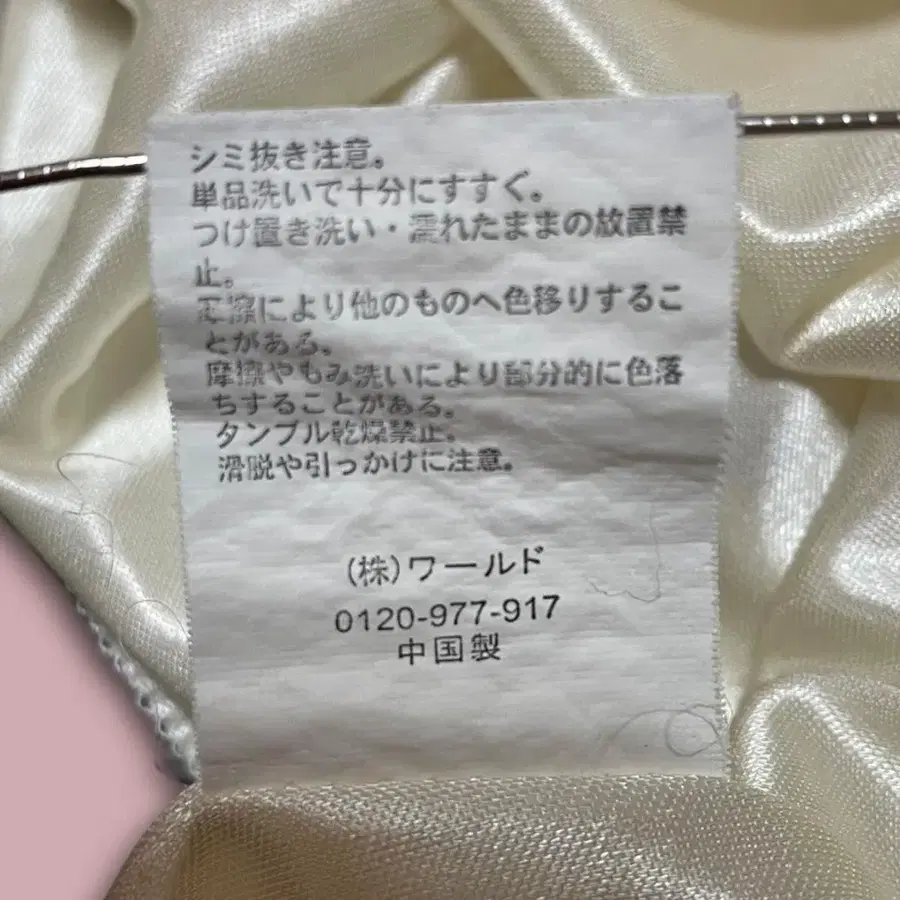 シミ抜き注意。
単品洗いで十分にすすぐ。
つけ置き洗い・濡れたままの放置禁
止。
摩擦により他のものへ色移りするこ
とがある。
摩擦やもみ洗いにより部分的に色落
ちすることがある。
タンブル乾燥禁止。
滑脱や引っかけに注意。
(株)ワールド
0120-977-917
中国製